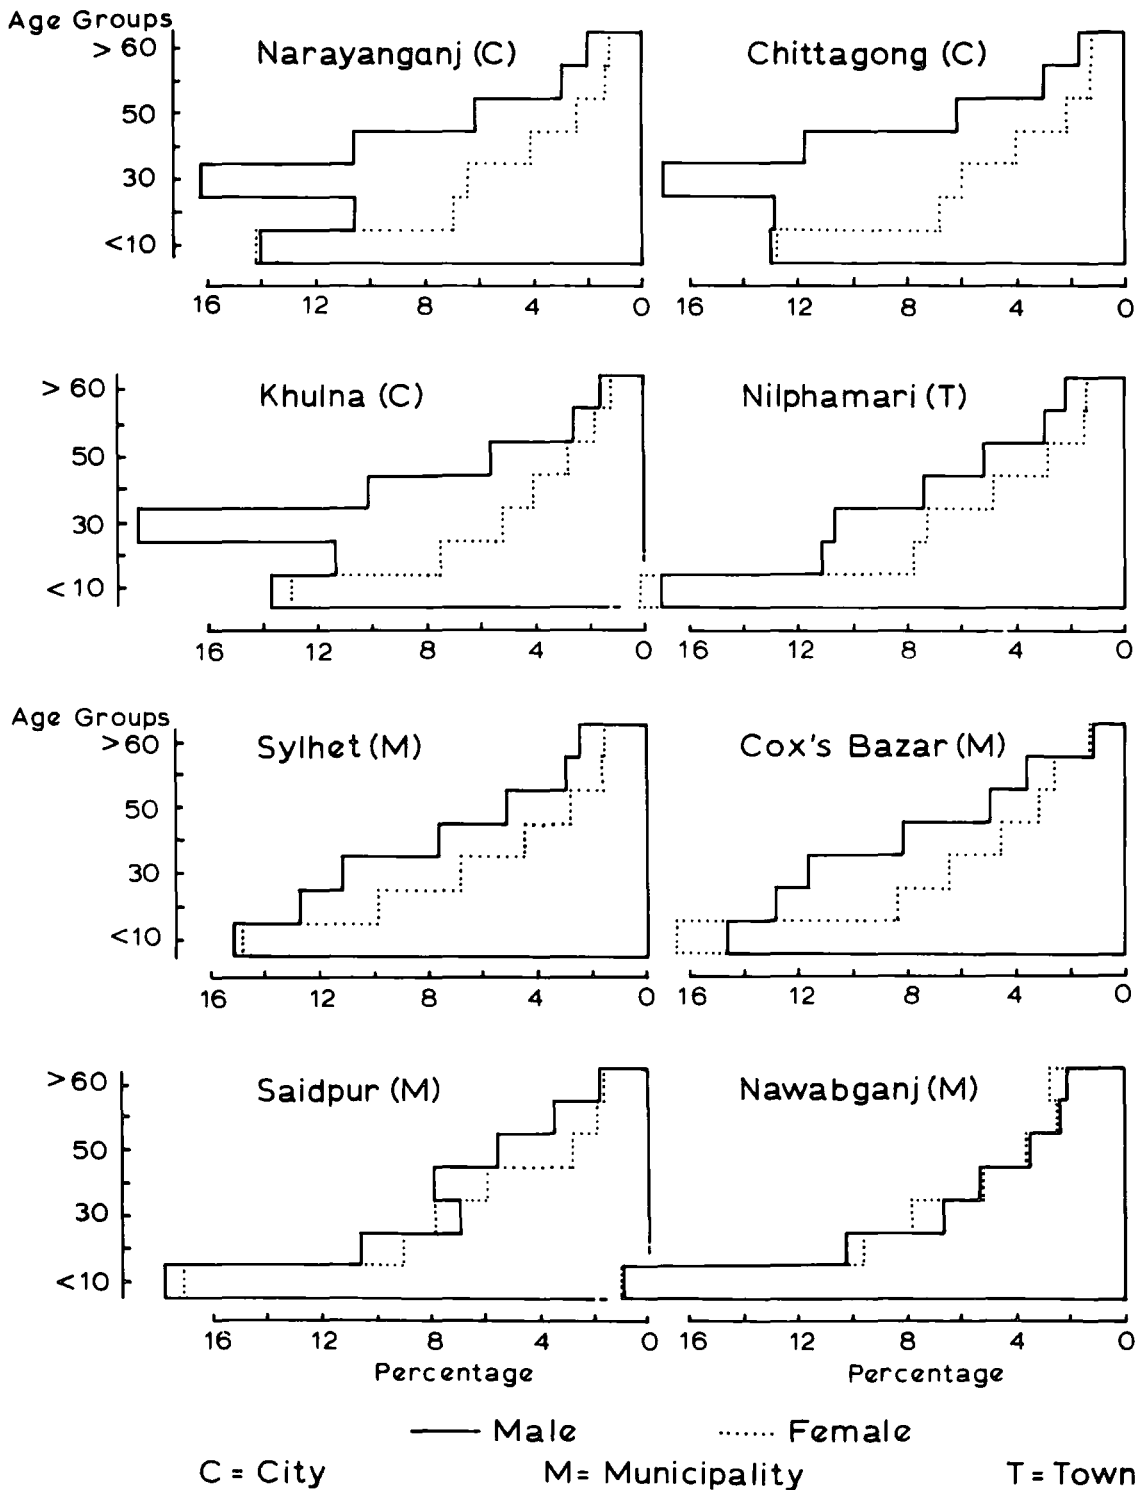 Age Groups
>60
50
30
<10
Narayanganj (C)
16 12 8 4 0
Chittagong (C)
16 12 8 4 0
>60
50
30
<10
Khulna (C)
16 12 8 4 0
Nilphamari (T)
16 12 8 4 0
Age Groups
>60
50
30
<10
Sylhet (M)
16 12 8 4 0
Cox's Bazar (M)
16 12 8 4 0
>60
50
30
<10
Saidpur (M)
16 12 8 4 0
Percentage
Nawabganj (M)
16 12 8 4 0
Percentage
Male Female
C = City M= Municipality T = Town